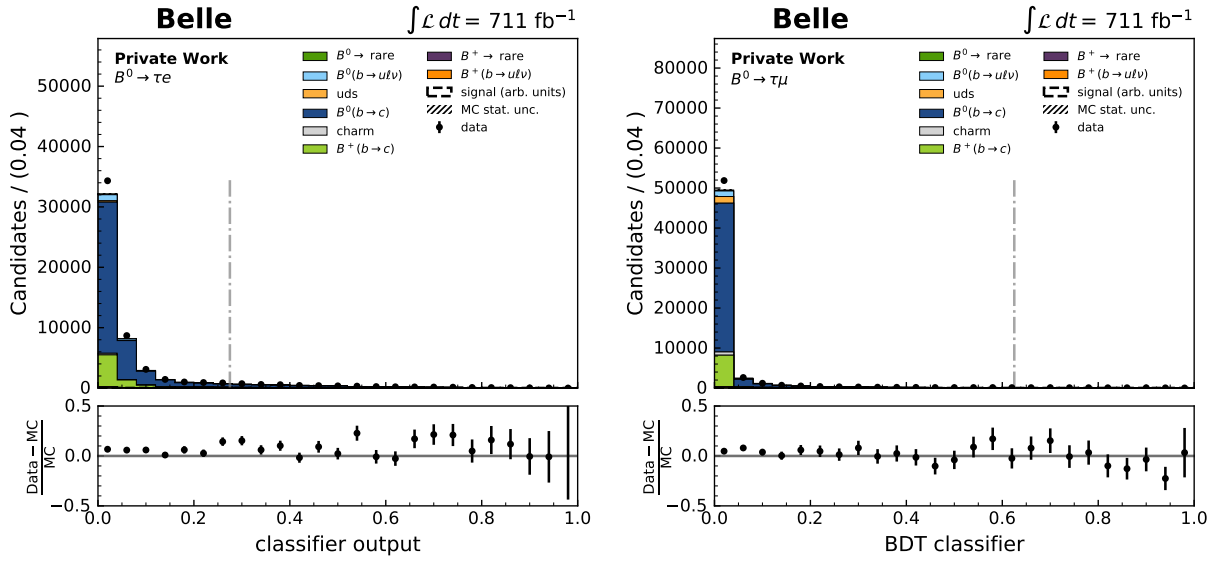 Belle ∫ℒ dt = 711 fb⁻¹
Private Work
B⁰→τe
B⁰→ rare
B⁰(b→uℓν)
uds
B⁰(b→c)
charm
B⁺(b→c)
B⁺→ rare
B⁺(b→uℓν)
signal (arb. units)
MC stat. unc.
data
Candidates / (0.04 )
50000
40000
30000
20000
10000
0
Data − MC
MC
0.5
0.0
−0.5
0.0 0.2 0.4 0.6 0.8 1.0
classifier output
Belle ∫ℒ dt = 711 fb⁻¹
Private Work
B⁰→τμ
B⁰→ rare
B⁰(b→uℓν)
uds
B⁰(b→c)
charm
B⁺(b→c)
B⁺→ rare
B⁺(b→uℓν)
signal (arb. units)
MC stat. unc.
data
Candidates / (0.04 )
80000
70000
60000
50000
40000
30000
20000
10000
0
Data − MC
MC
0.5
0.0
−0.5
0.0 0.2 0.4 0.6 0.8 1.0
BDT classifier